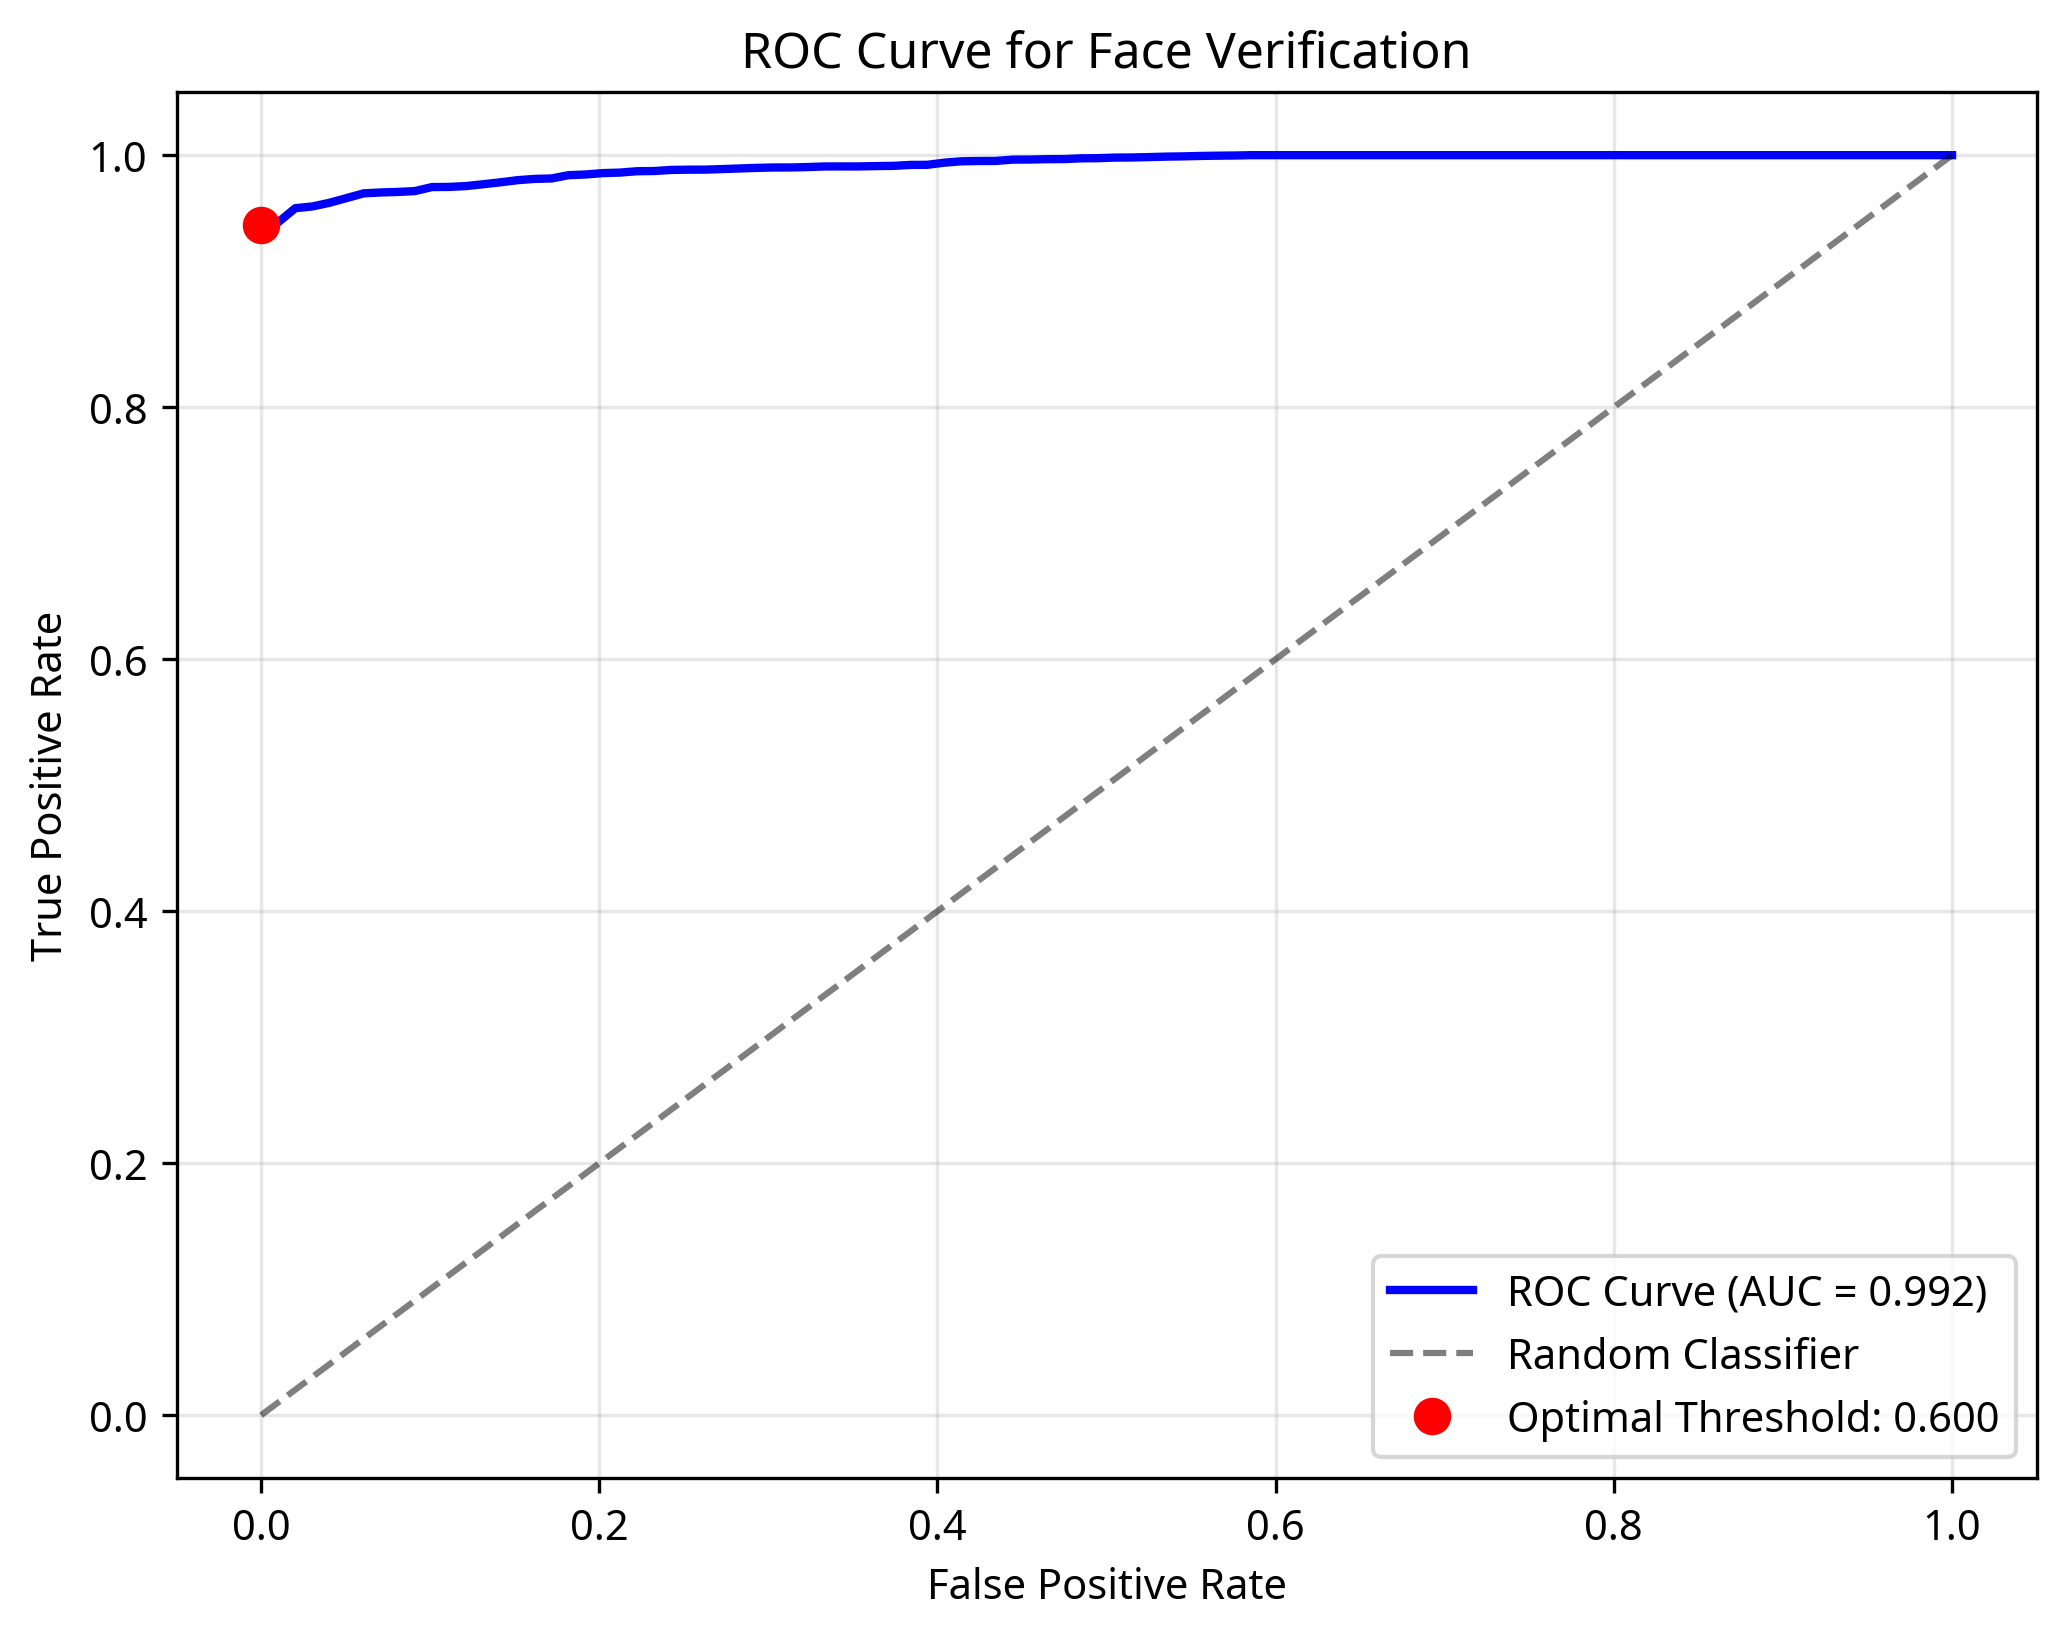 ROC Curve for Face Verification
1.0
0.8
0.6
0.4
0.2
0.0
True Positive Rate
0.0 0.2 0.4 0.6 0.8 1.0
False Positive Rate
ROC Curve (AUC = 0.992)
Random Classifier
Optimal Threshold: 0.600